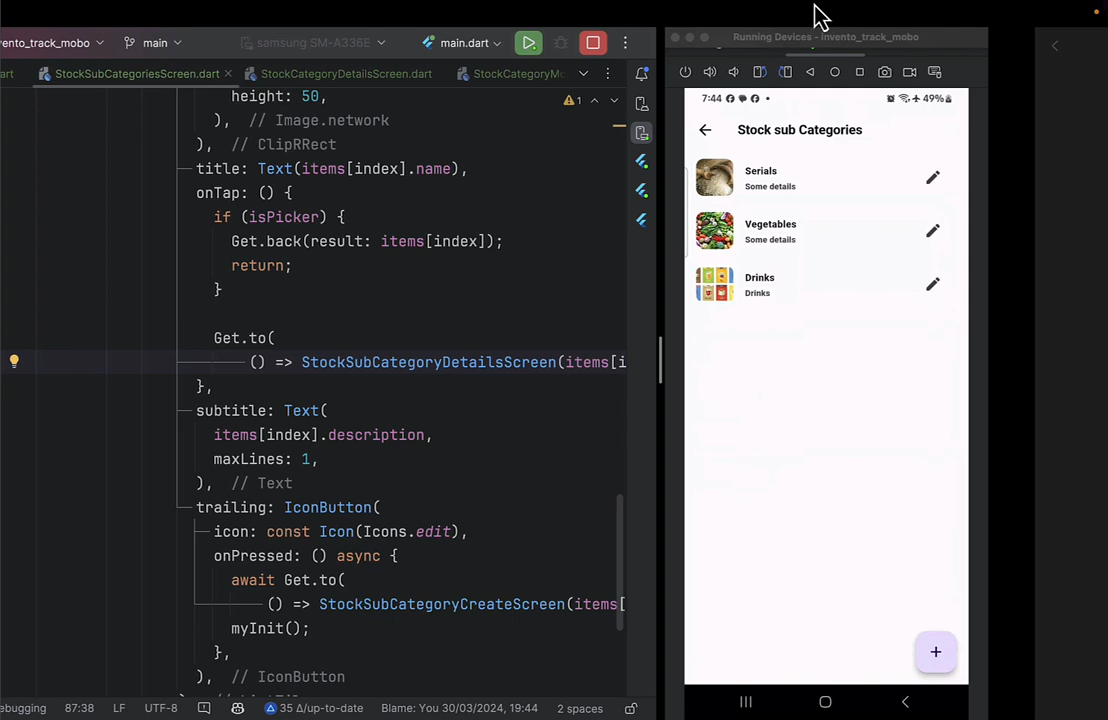 nvento_track_mobo
main
samsung SM-A336E
main.dart
Running Devices - invento_track_mobo
art
StockSubCategoriesScreen.dart
StockCategoryDetailsScreen.dart
StockCategoryMo
height: 50,
), // Image.network
), // ClipRRect
title: Text(items[index].name),
onTap: () {
if (isPicker) {
Get.back(result: items[index]);
return;
}
Get.to(
() => StockSubCategoryDetailsScreen(items[i
},
subtitle: Text(
items[index].description,
maxLines: 1,
), // Text
trailing: IconButton(
icon: const Icon(Icons.edit),
onPressed: () async {
await Get.to(
() => StockSubCategoryCreateScreen(items[
myInit();
},
), // IconButton
1
ebugging
87:38
LF
UTF-8
35 Δ/up-to-date
Blame: You 30/03/2024, 19:44
2 spaces
7:44
49%
Stock sub Categories
Serials
Some details
Vegetables
Some details
Drinks
Drinks
+